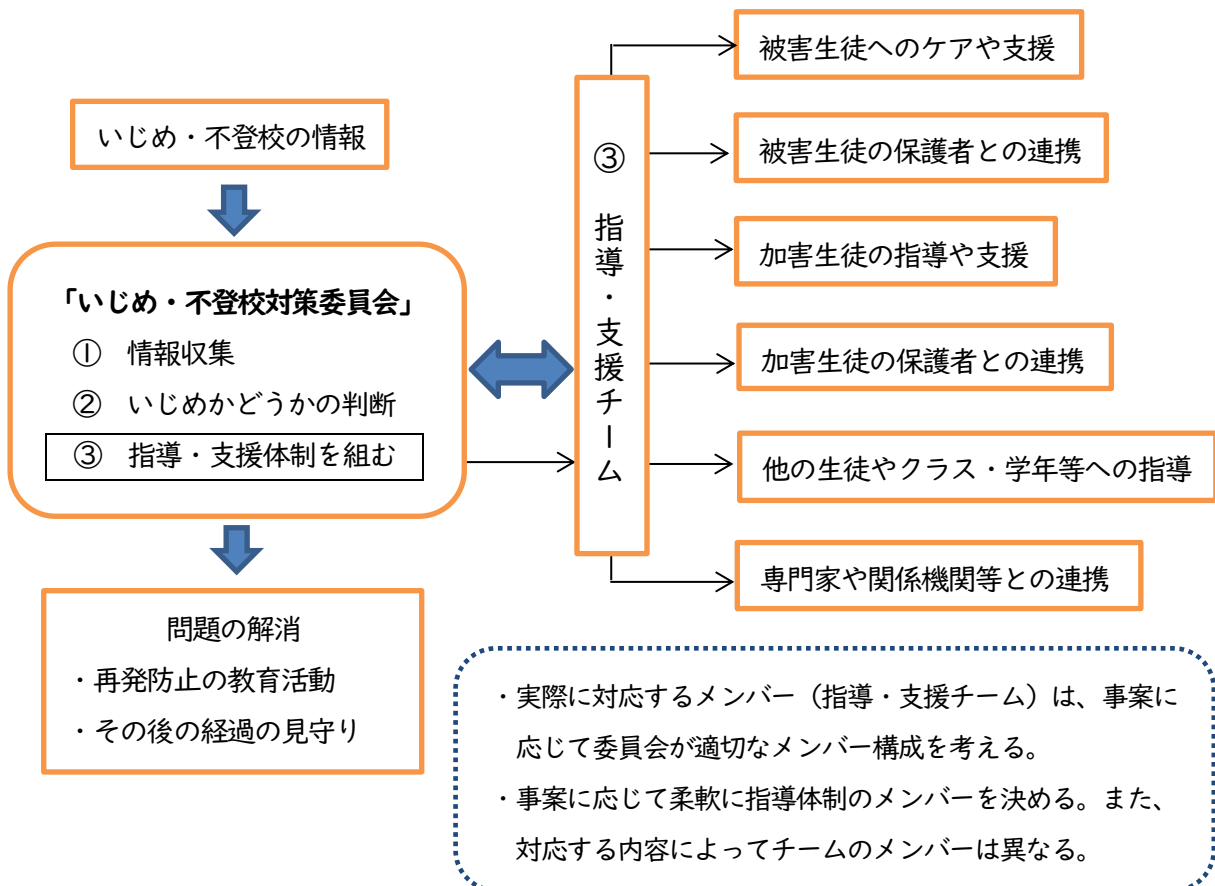 いじめ・不登校の情報
「いじめ・不登校対策委員会」
① 情報収集
② いじめかどうかの判断
③ 指導・支援体制を組む
問題の解消
・再発防止の教育活動
・その後の経過の見守り
③ 指導・支援チーム
被害生徒へのケアや支援
被害生徒の保護者との連携
加害生徒の指導や支援
加害生徒の保護者との連携
他の生徒やクラス・学年等への指導
専門家や関係機関等との連携
・実際に対応するメンバー（指導・支援チーム）は、事案に
応じて委員会が適切なメンバー構成を考える。
・事案に応じて柔軟に指導体制のメンバーを決める。また、
対応する内容によってチームのメンバーは異なる。